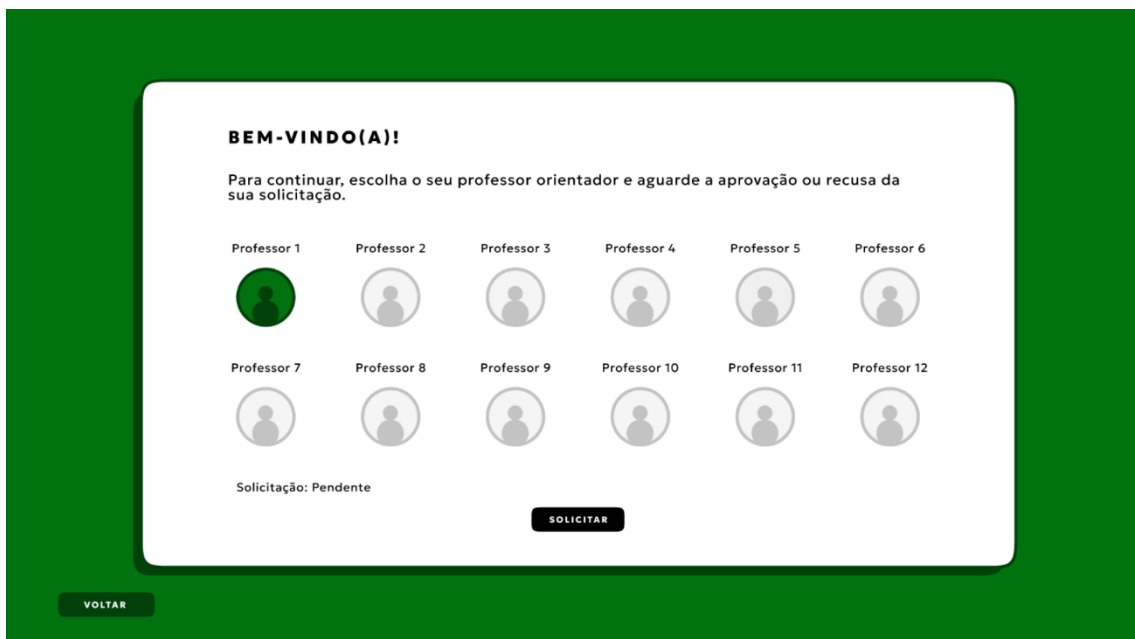 BEM-VINDO(A)!
Para continuar, escolha o seu professor orientador e aguarde a aprovação ou recusa da
sua solicitação.
Professor 1 Professor 2 Professor 3 Professor 4 Professor 5 Professor 6
Professor 7 Professor 8 Professor 9 Professor 10 Professor 11 Professor 12
Solicitação: Pendente
SOLICITAR
VOLTAR